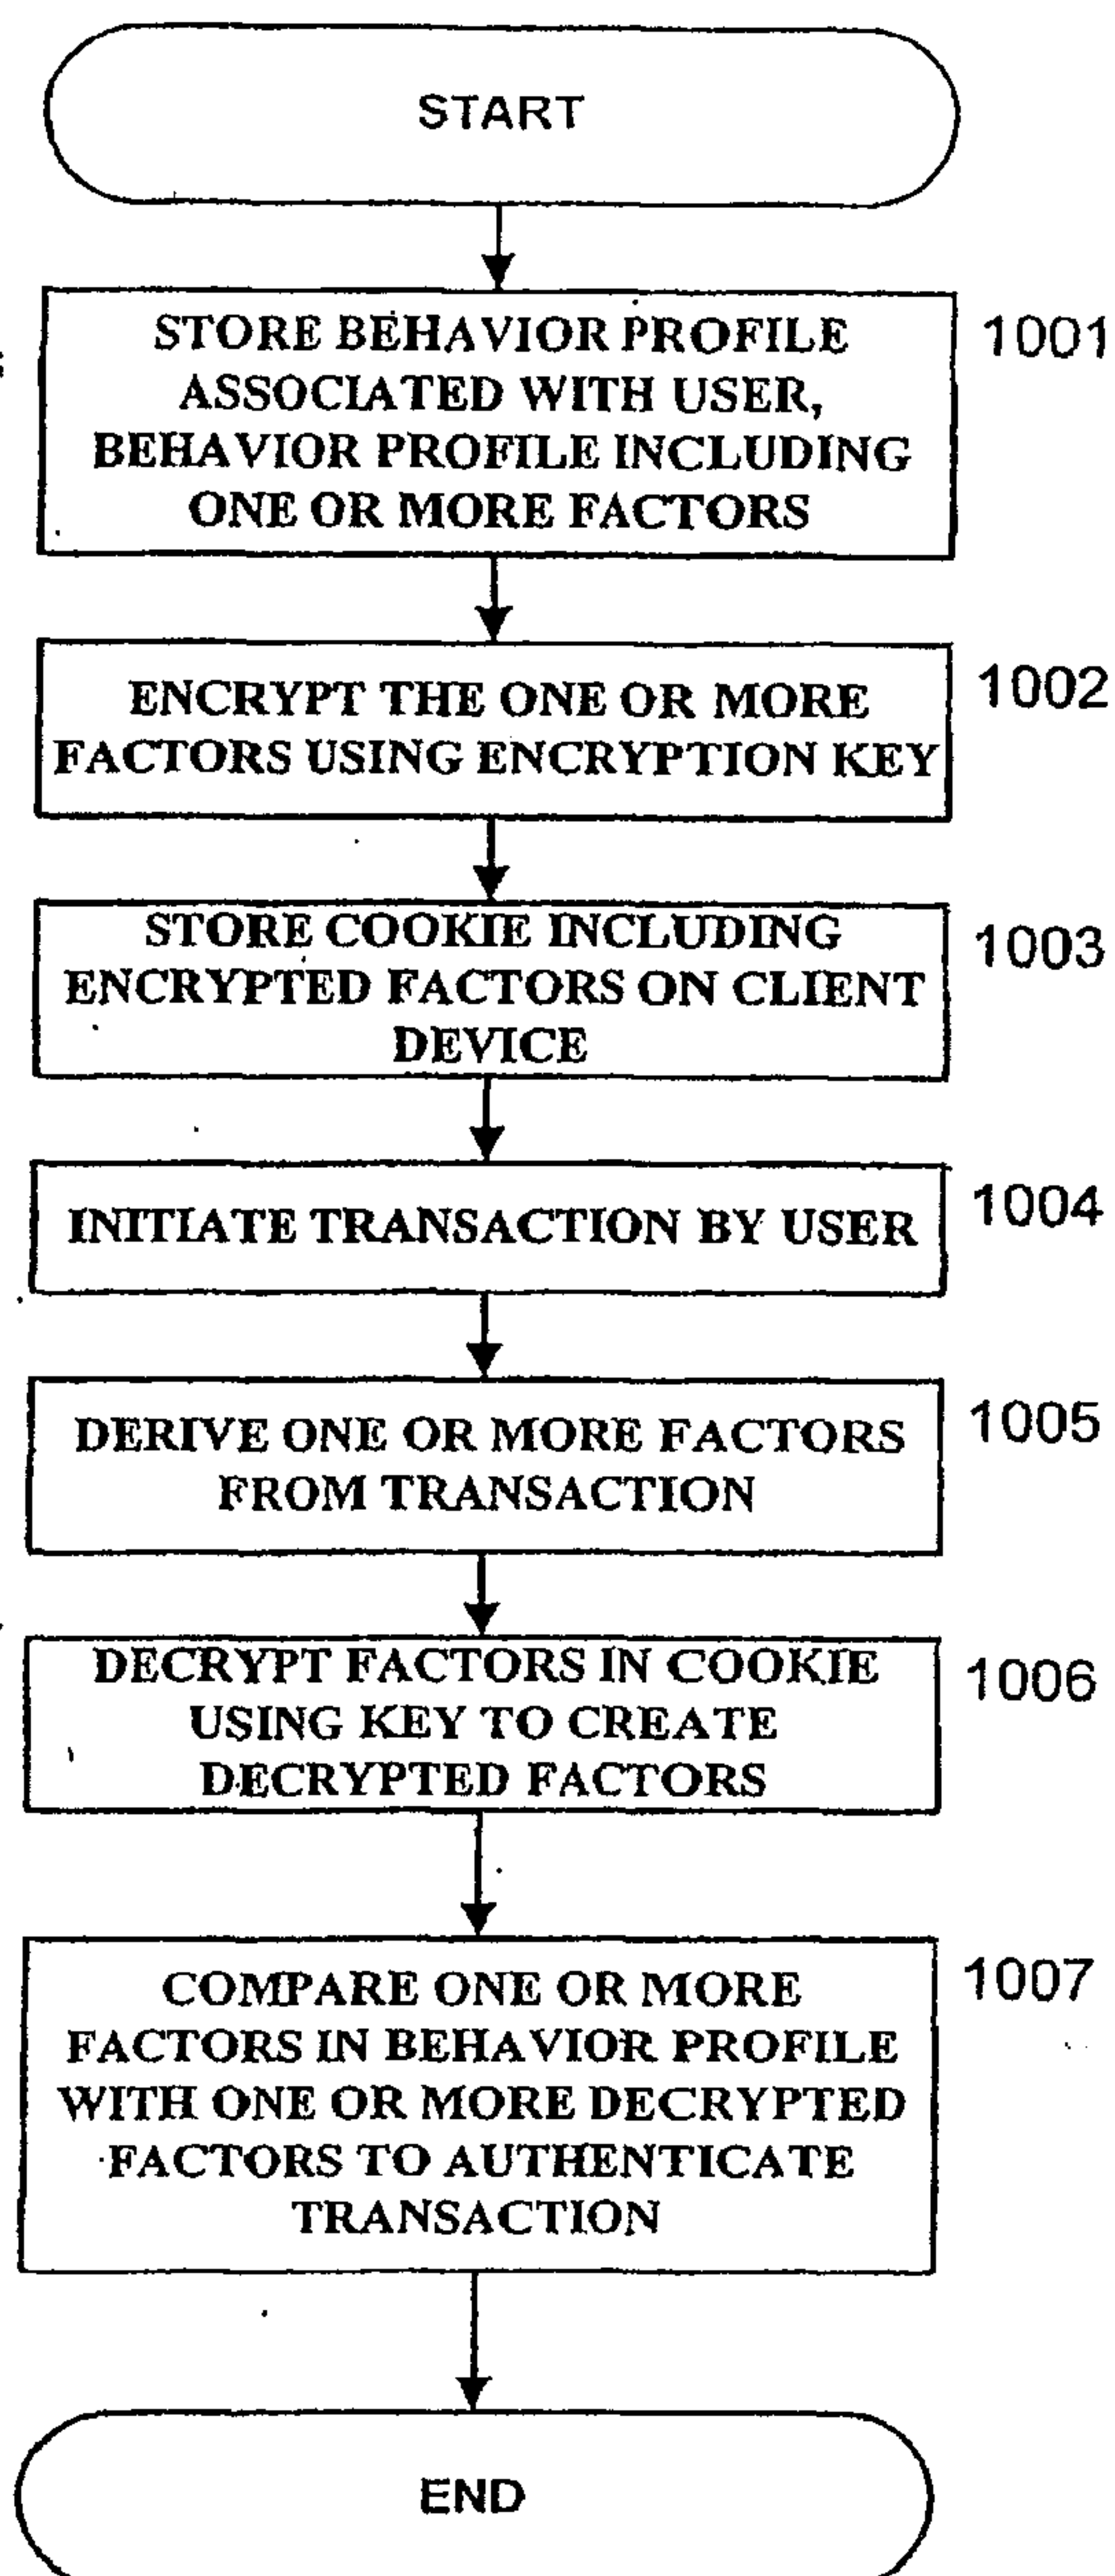 START
STORE BEHAVIOR PROFILE
ASSOCIATED WITH USER,
BEHAVIOR PROFILE INCLUDING
ONE OR MORE FACTORS
1001
ENCRYPT THE ONE OR MORE
FACTORS USING ENCRYPTION KEY
1002
STORE COOKIE INCLUDING
ENCRYPTED FACTORS ON CLIENT
DEVICE
1003
INITIATE TRANSACTION BY USER
1004
DERIVE ONE OR MORE FACTORS
FROM TRANSACTION
1005
DECRYPT FACTORS IN COOKIE
USING KEY TO CREATE
DECRYPTED FACTORS
1006
COMPARE ONE OR MORE
FACTORS IN BEHAVIOR PROFILE
WITH ONE OR MORE DECRYPTED
FACTORS TO AUTHENTICATE
TRANSACTION
1007
END